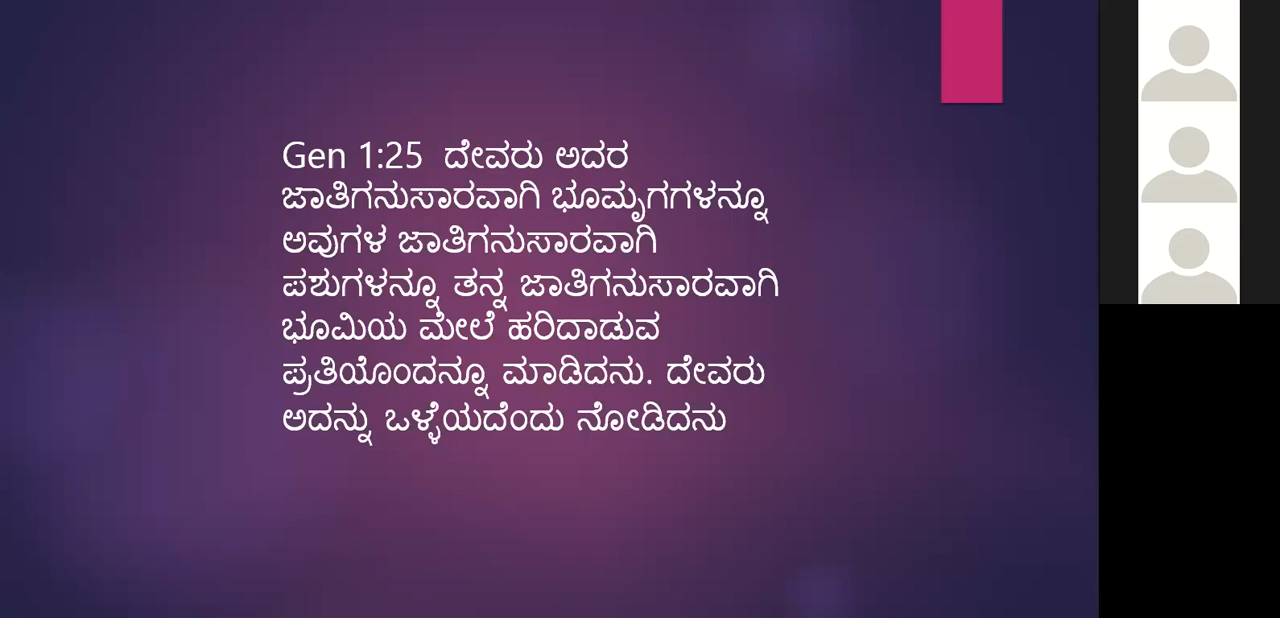 Gen 1:25 ದೇವರು ಅದರ
ಜಾತಿಗನುಸಾರವಾಗಿ ಭೂಮೃಗಗಳನ್ನೂ
ಅವುಗಳ ಜಾತಿಗನುಸಾರವಾಗಿ
ಪಶುಗಳನ್ನೂ ತನ್ನ ಜಾತಿಗನುಸಾರವಾಗಿ
ಭೂಮಿಯ ಮೇಲೆ ಹರಿದಾಡುವ
ಪ್ರತಿಯೊಂದನ್ನೂ ಮಾಡಿದನು. ದೇವರು
ಅದನ್ನು ಒಳ್ಳೆಯದೆಂದು ನೋಡಿದನು